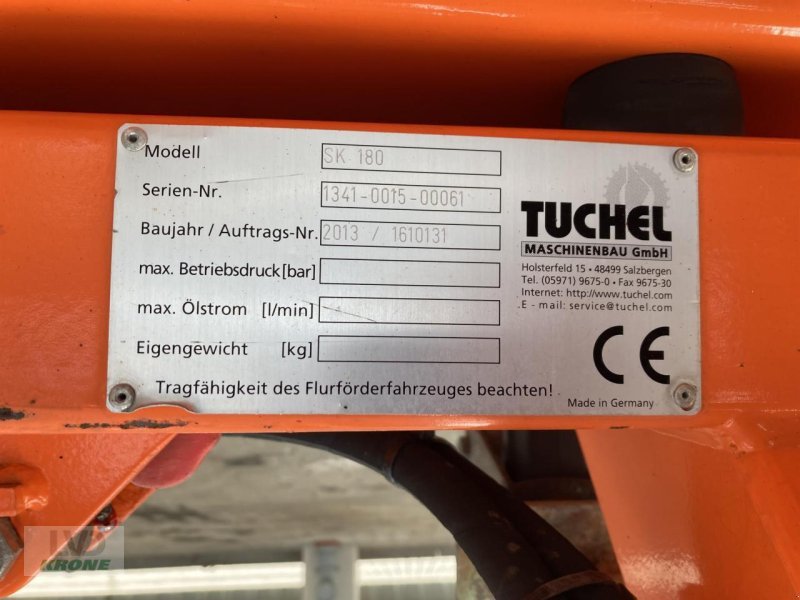 Modell SK 180
Serien-Nr. 1341-0015-00061
Baujahr / Auftrags-Nr. 2013 / 1610131
max. Betriebsdruck [bar]
max. Ölstrom [l/min]
Eigengewicht [kg]
Tragfähigkeit des Flurförderfahrzeuges beachten!
TUCHEL
MASCHINENBAU GmbH
Holsterfeld 15 • 48499 Salzbergen
Tel. (05971) 9675-0 • Fax 9675-30
Internet: http://www.tuchel.com
E - mail: service@tuchel.com
CE
Made in Germany
LVD
KRONE